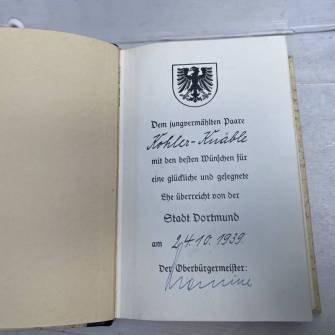 Dem jungvermählten Paare
Kohler-Knäble
mit den besten Wünschen für
eine glückliche und gesegnete
Ehe überreicht von der
Stadt Dortmund
am 24.10.1939
Der Oberbürgermeister: